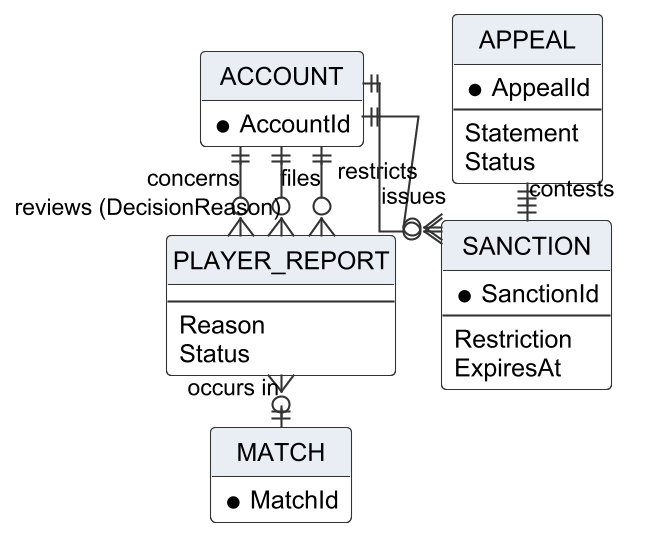 APPEAL
● AppealId
Statement
Status
ACCOUNT
● AccountId
concerns
files
restricts
issues
contests
reviews (DecisionReason)
PLAYER_REPORT
Reason
Status
SANCTION
● SanctionId
Restriction
ExpiresAt
occurs in
MATCH
● MatchId